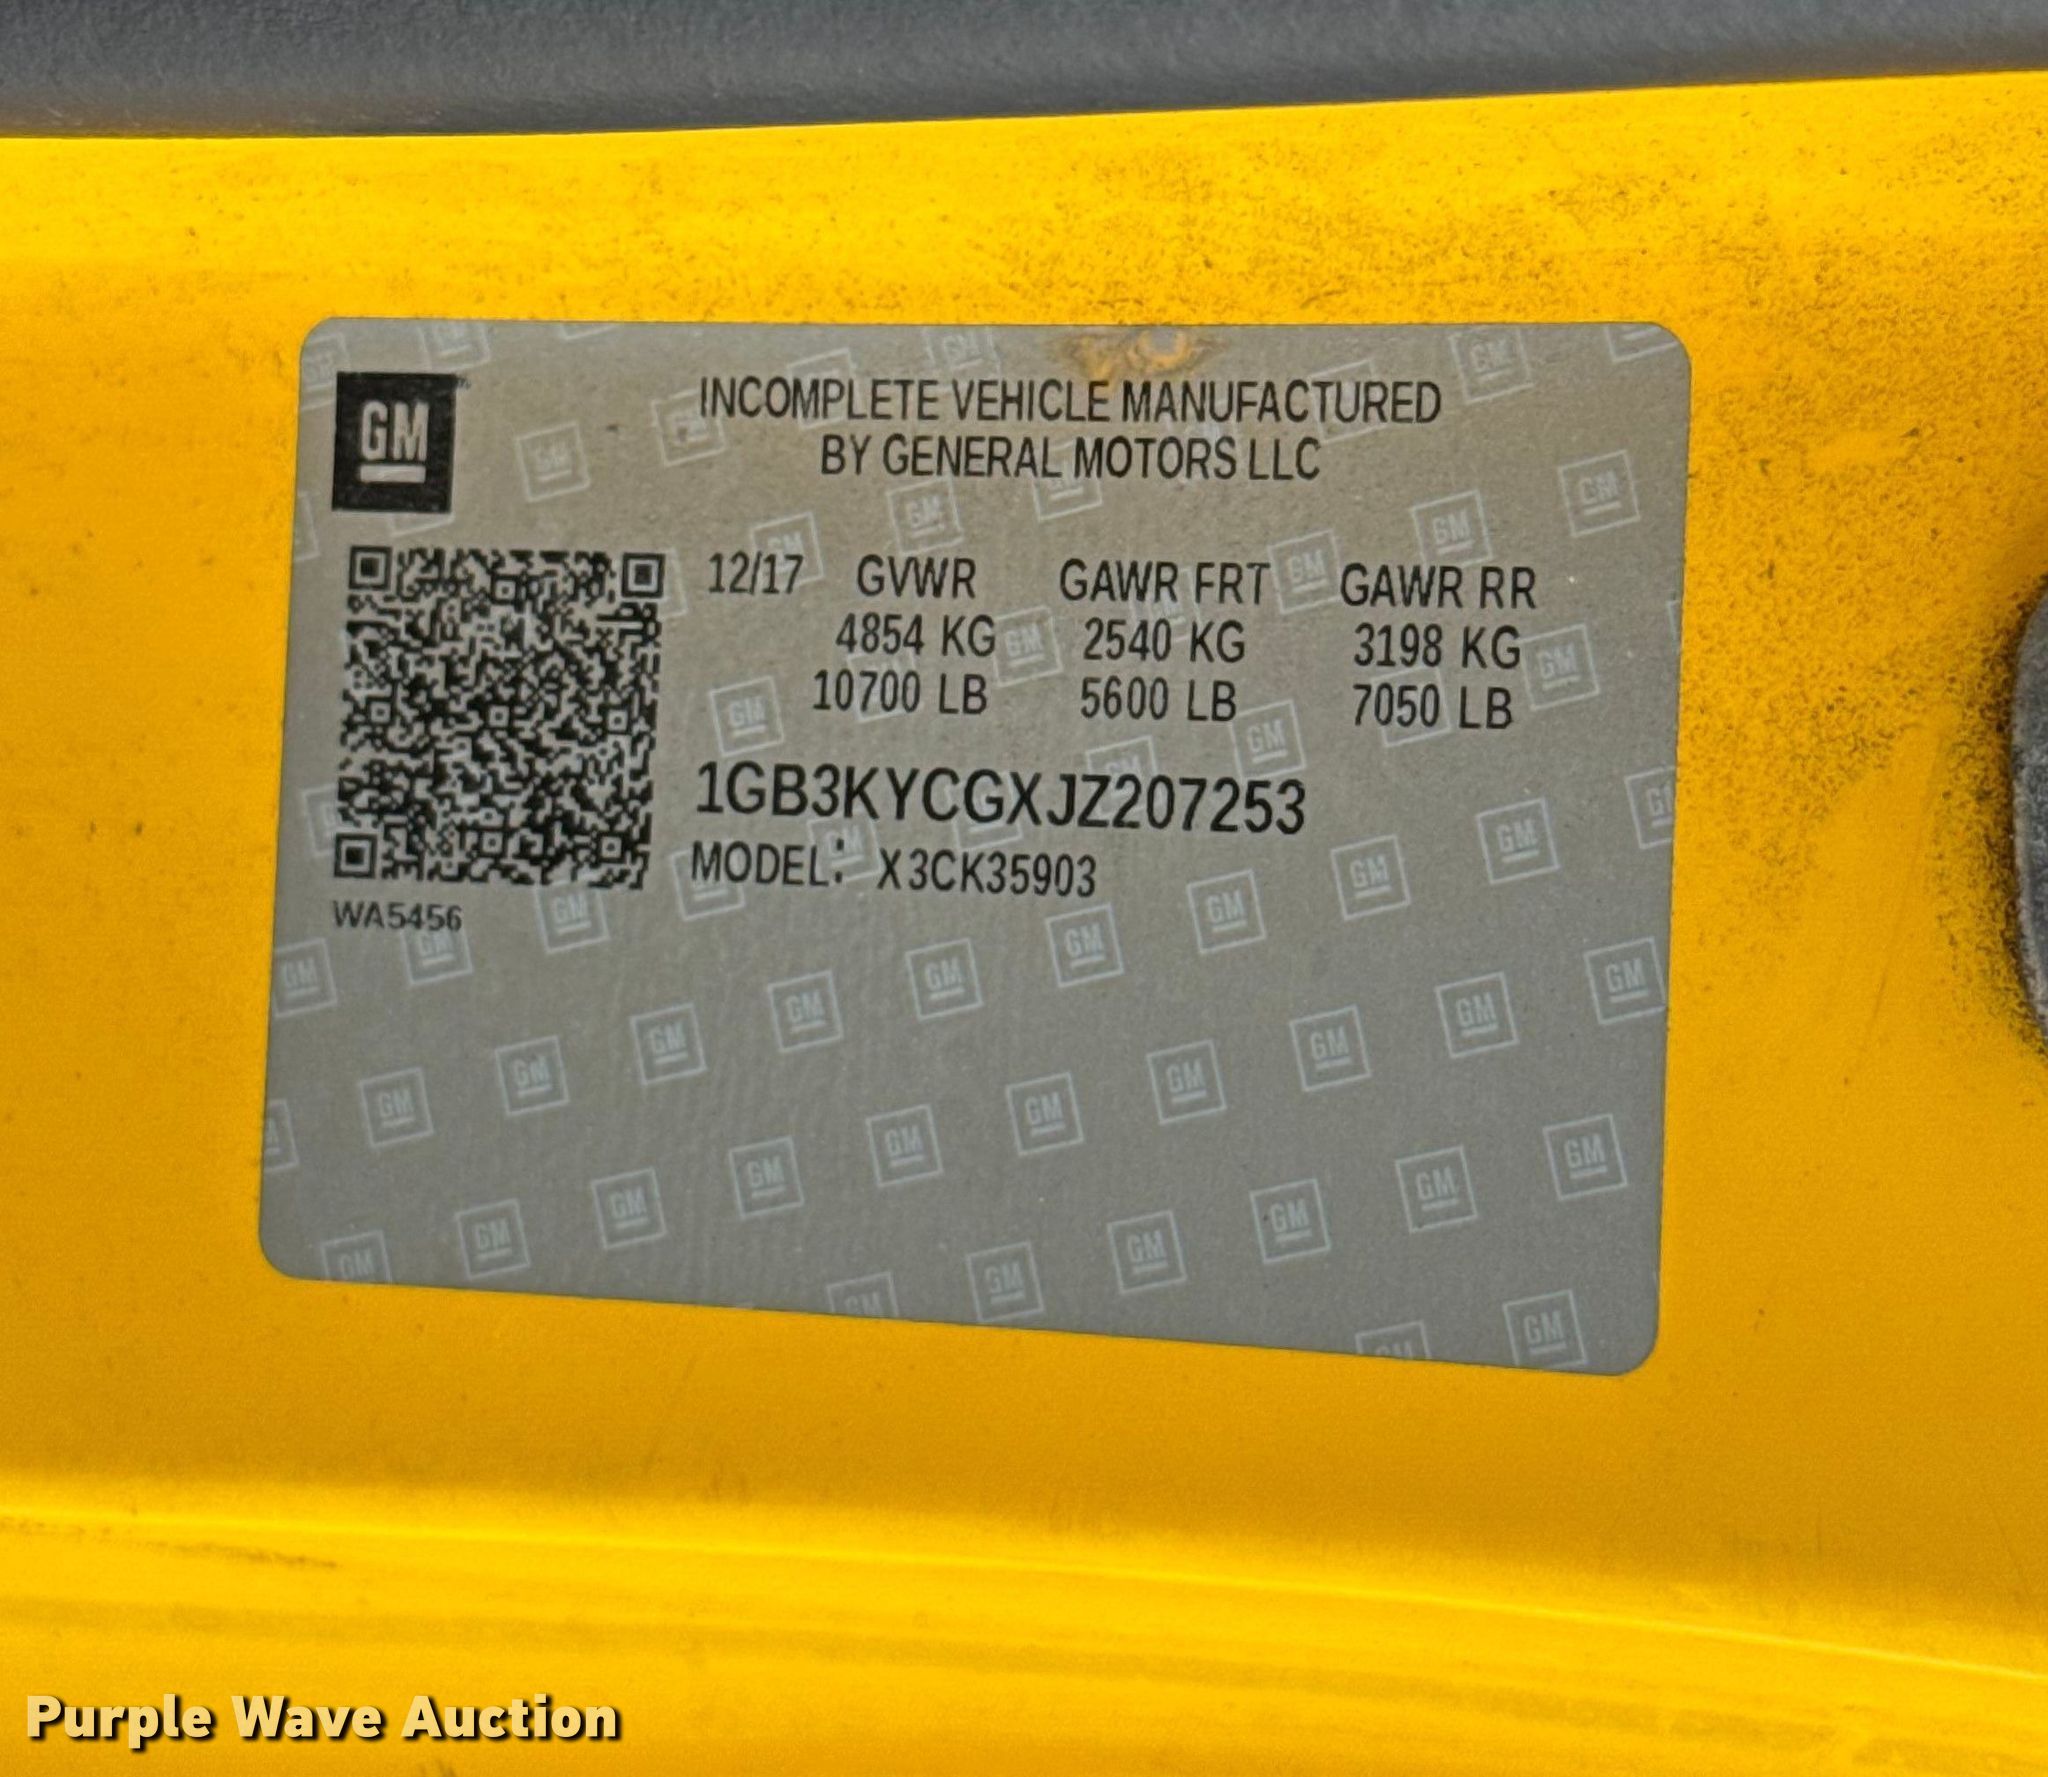 GM
INCOMPLETE VEHICLE MANUFACTURED
BY GENERAL MOTORS LLC
12/17 GVWR GAWR FRT GAWR RR
4854 KG 2540 KG 3198 KG
10700 LB 5600 LB 7050 LB
1GB3KYCGXJZ207253
MODEL: X3CK35903
WA5456
Purple Wave Auction